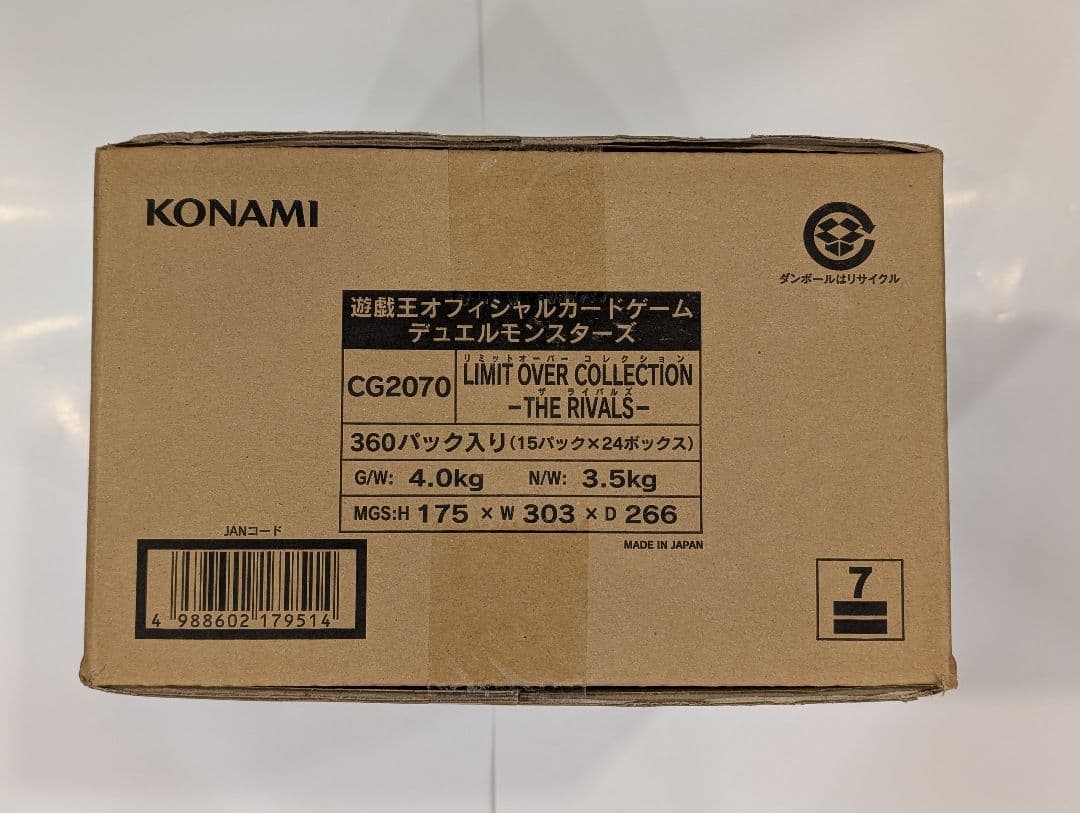 KONAMI
ダンボールはリサイクル
遊戯王オフィシャルカードゲーム
デュエルモンスターズ
CG2070
リミットオーバー コレクション
LIMIT OVER COLLECTION
ザ ライバルズ
-THE RIVALS-
360パック入り(15パック×24ボックス)
G/W: 4.0kg N/W: 3.5kg
MGS:H 175 × W 303 × D 266
MADE IN JAPAN
JANコード
4 988602 179514
7